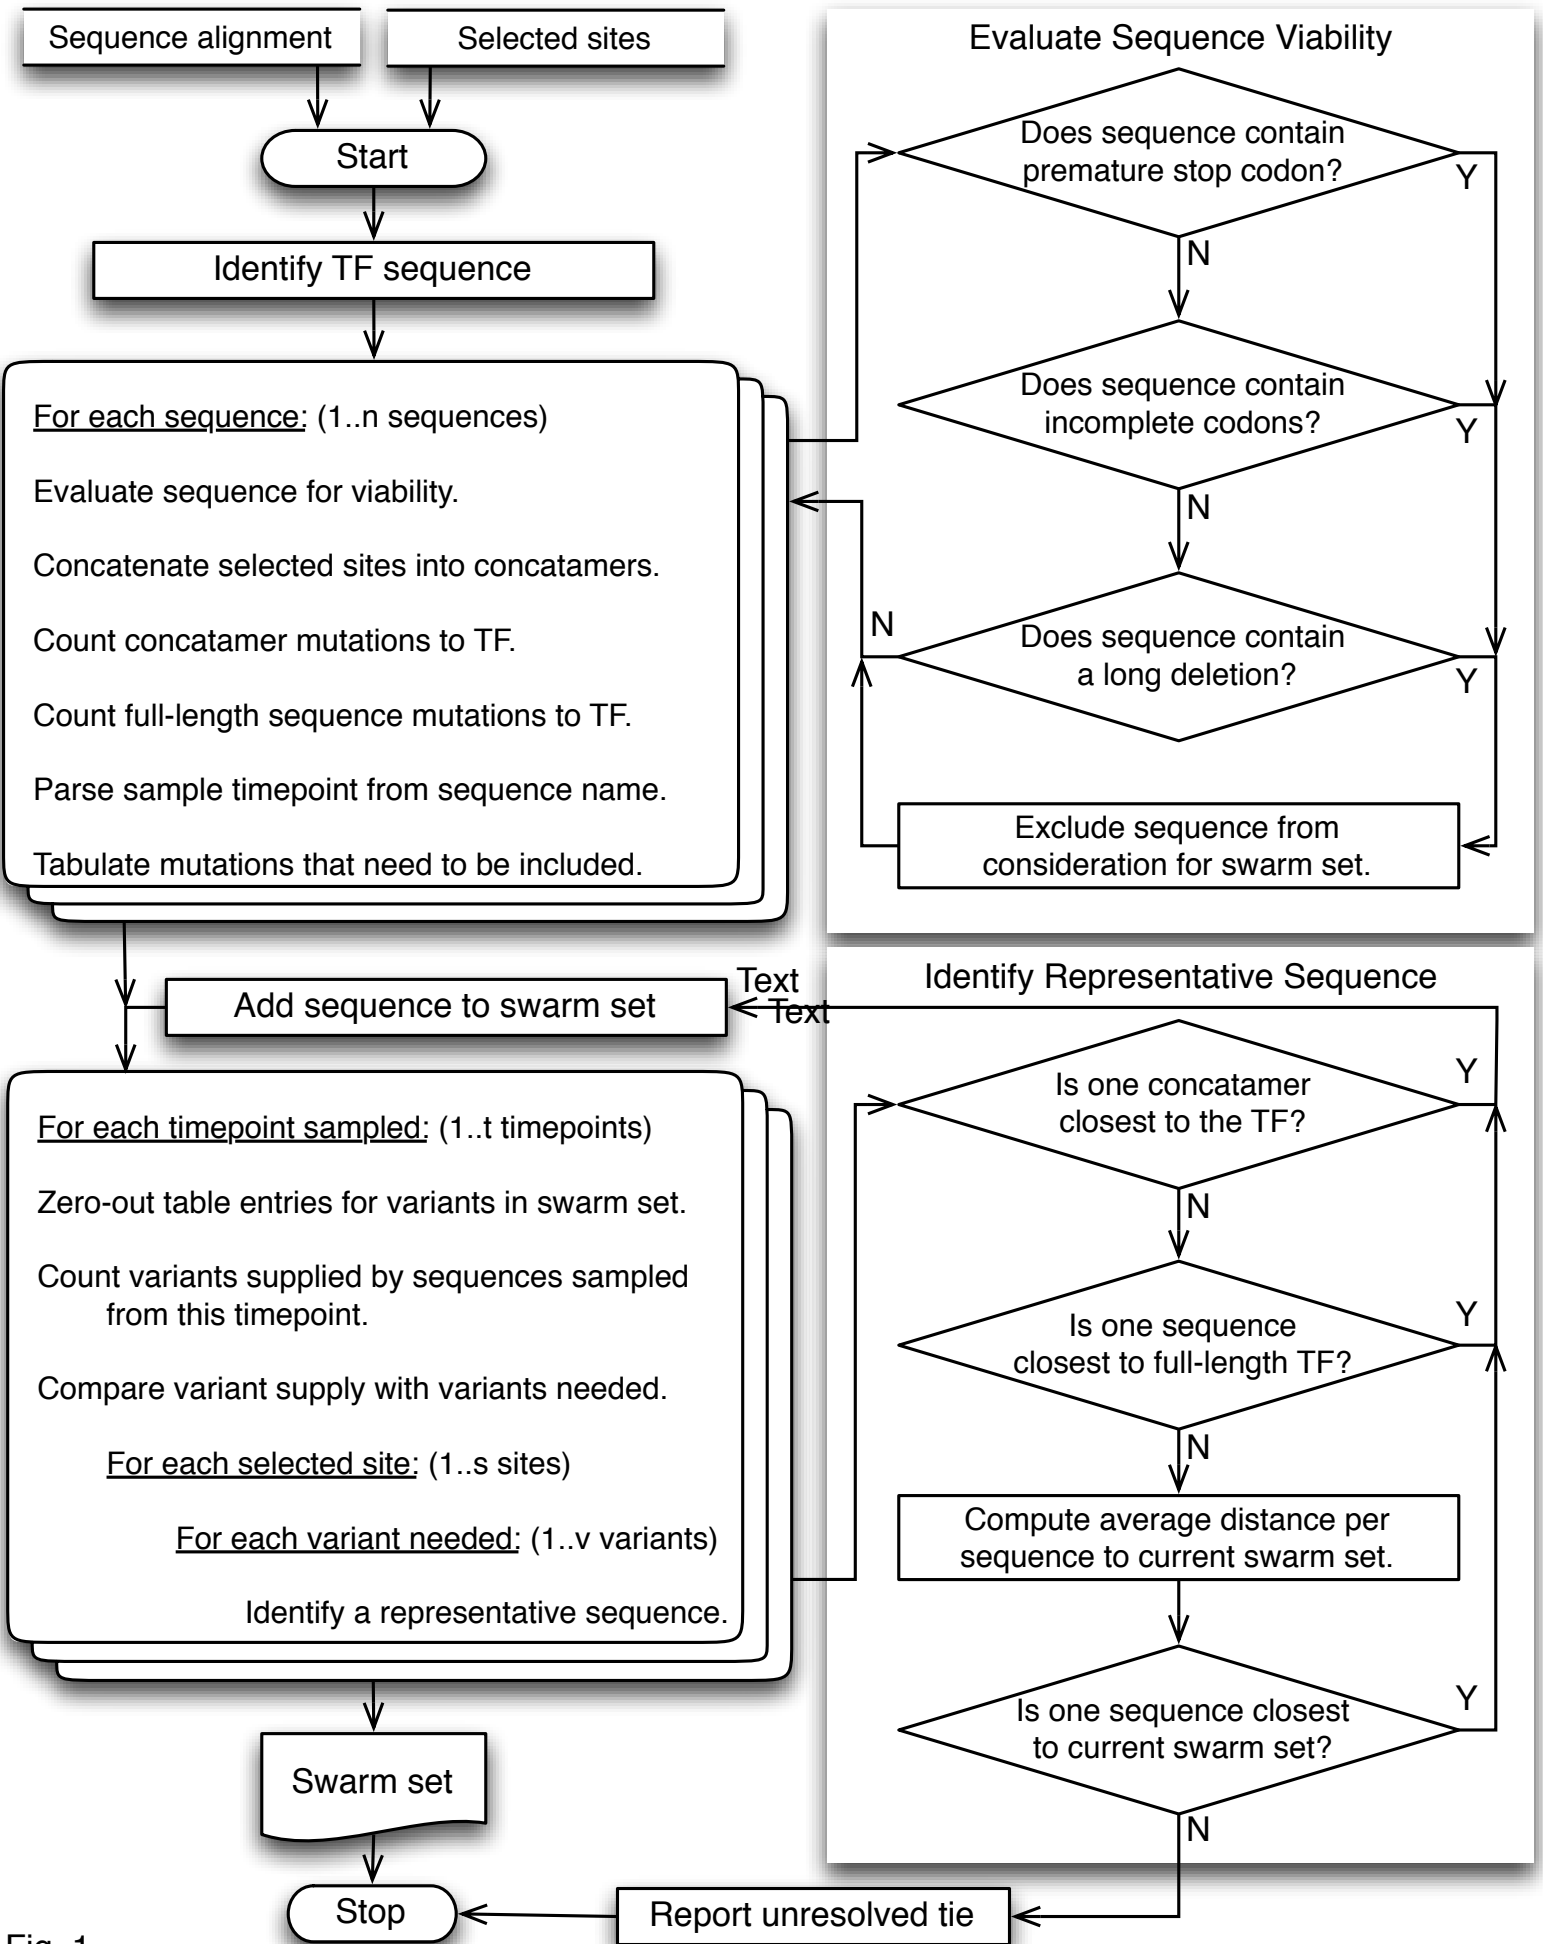 Sequence alignment
Selected sites
Start
Identify TF sequence
For each sequence: (1..n sequences)
Evaluate sequence for viability.
Concatenate selected sites into concatamers.
Count concatamer mutations to TF.
Count full-length sequence mutations to TF.
Parse sample timepoint from sequence name.
Tabulate mutations that need to be included.
Evaluate Sequence Viability
Does sequence contain
premature stop codon?
Y
N
Does sequence contain
incomplete codons?
Y
N
Does sequence contain
a long deletion?
N
Y
Exclude sequence from
consideration for swarm set.
Add sequence to swarm set
Text
Text
For each timepoint sampled: (1..t timepoints)
Zero-out table entries for variants in swarm set.
Count variants supplied by sequences sampled
from this timepoint.
Compare variant supply with variants needed.
For each selected site: (1..s sites)
For each variant needed: (1..v variants)
Identify a representative sequence.
Identify Representative Sequence
Is one concatamer
closest to the TF?
Y
N
Is one sequence
closest to full-length TF?
Y
N
Compute average distance per
sequence to current swarm set.
Is one sequence closest
to current swarm set?
Y
N
Swarm set
Stop
Report unresolved tie
Fig. 1